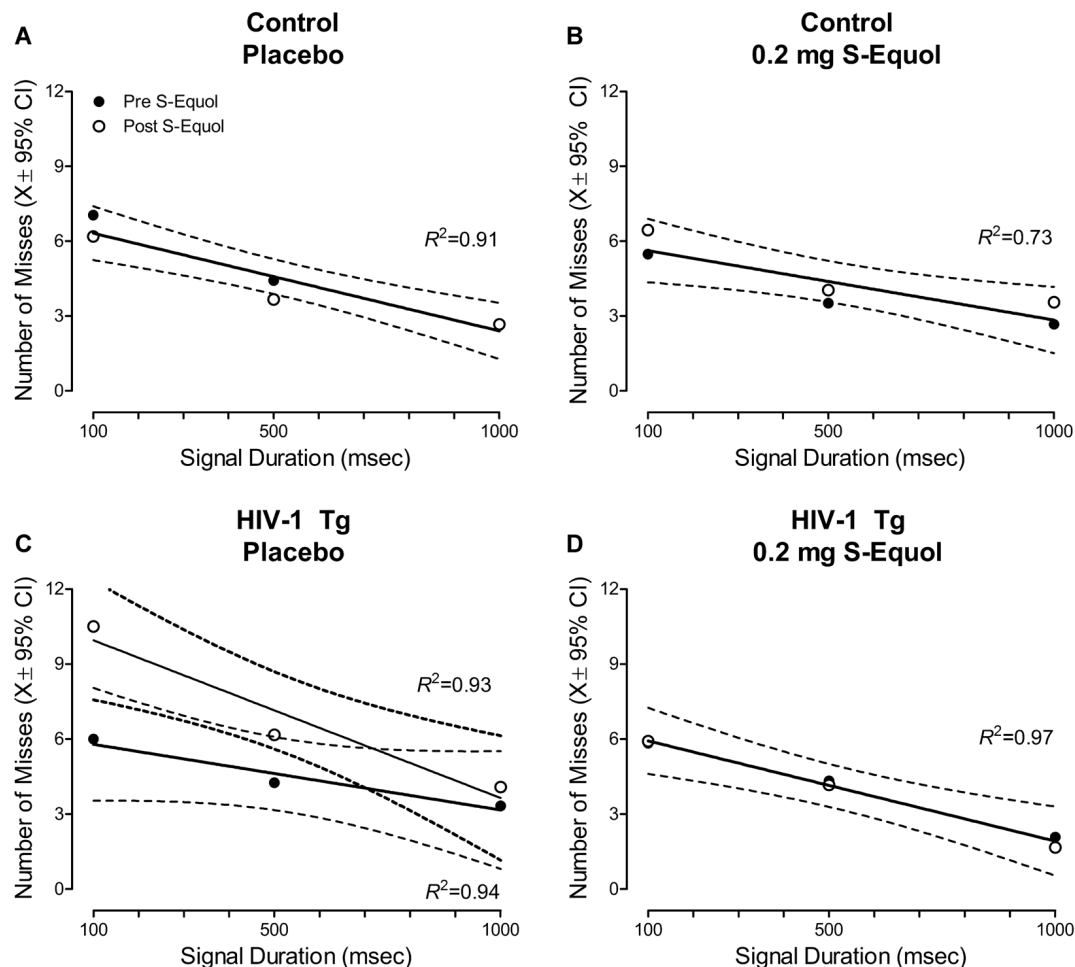 A
Control
Placebo
Number of Misses (X± 95% CI)
12
9
6
3
0
Pre S-Equol
Post S-Equol
R²=0.91
100
500
1000
Signal Duration (msec)
B
Control
0.2 mg S-Equol
Number of Misses (X± 95% CI)
12
9
6
3
0
R²=0.73
100
500
1000
Signal Duration (msec)
C
HIV-1 Tg
Placebo
Number of Misses (X± 95% CI)
12
9
6
3
0
R²=0.93
R²=0.94
100
500
1000
Signal Duration (msec)
D
HIV-1 Tg
0.2 mg S-Equol
Number of Misses (X± 95% CI)
12
9
6
3
0
R²=0.97
100
500
1000
Signal Duration (msec)